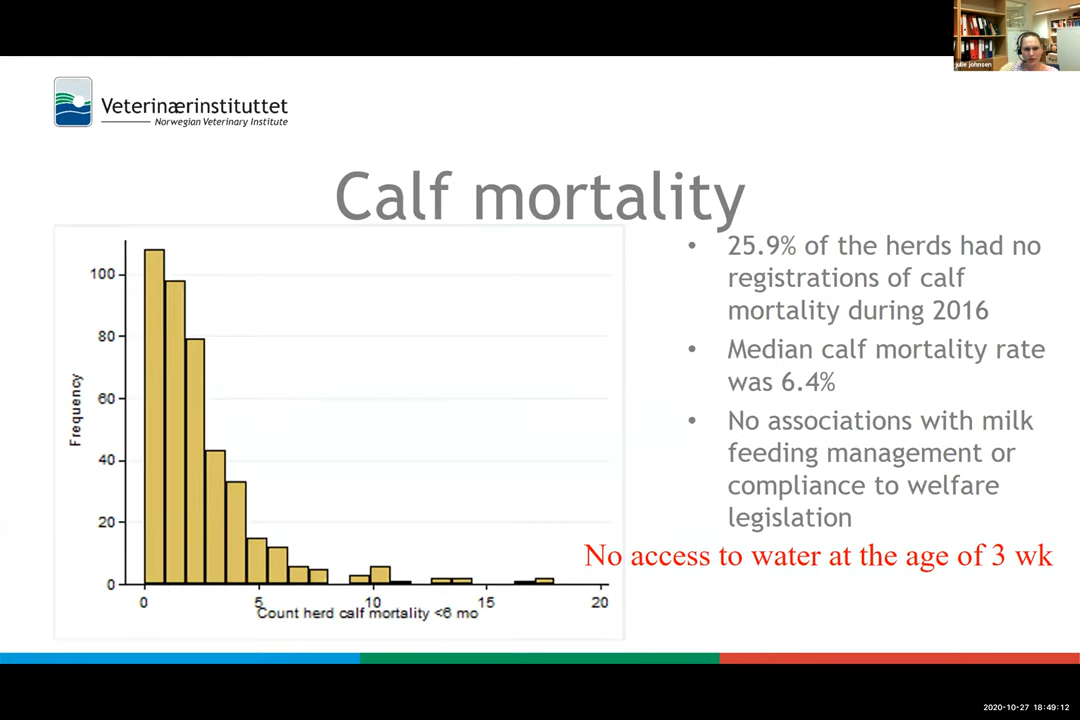 julie johnsen
Veterinærinstituttet
Norwegian Veterinary Institute
Calf mortality
100
80
60
40
20
0
Frequency
0
5
10
15
20
Count herd calf mortality <6 mo
• 25.9% of the herds had no
registrations of calf
mortality during 2016
• Median calf mortality rate
was 6.4%
• No associations with milk
feeding management or
compliance to welfare
legislation
No access to water at the age of 3 wk
2020-10-27 18:49:12